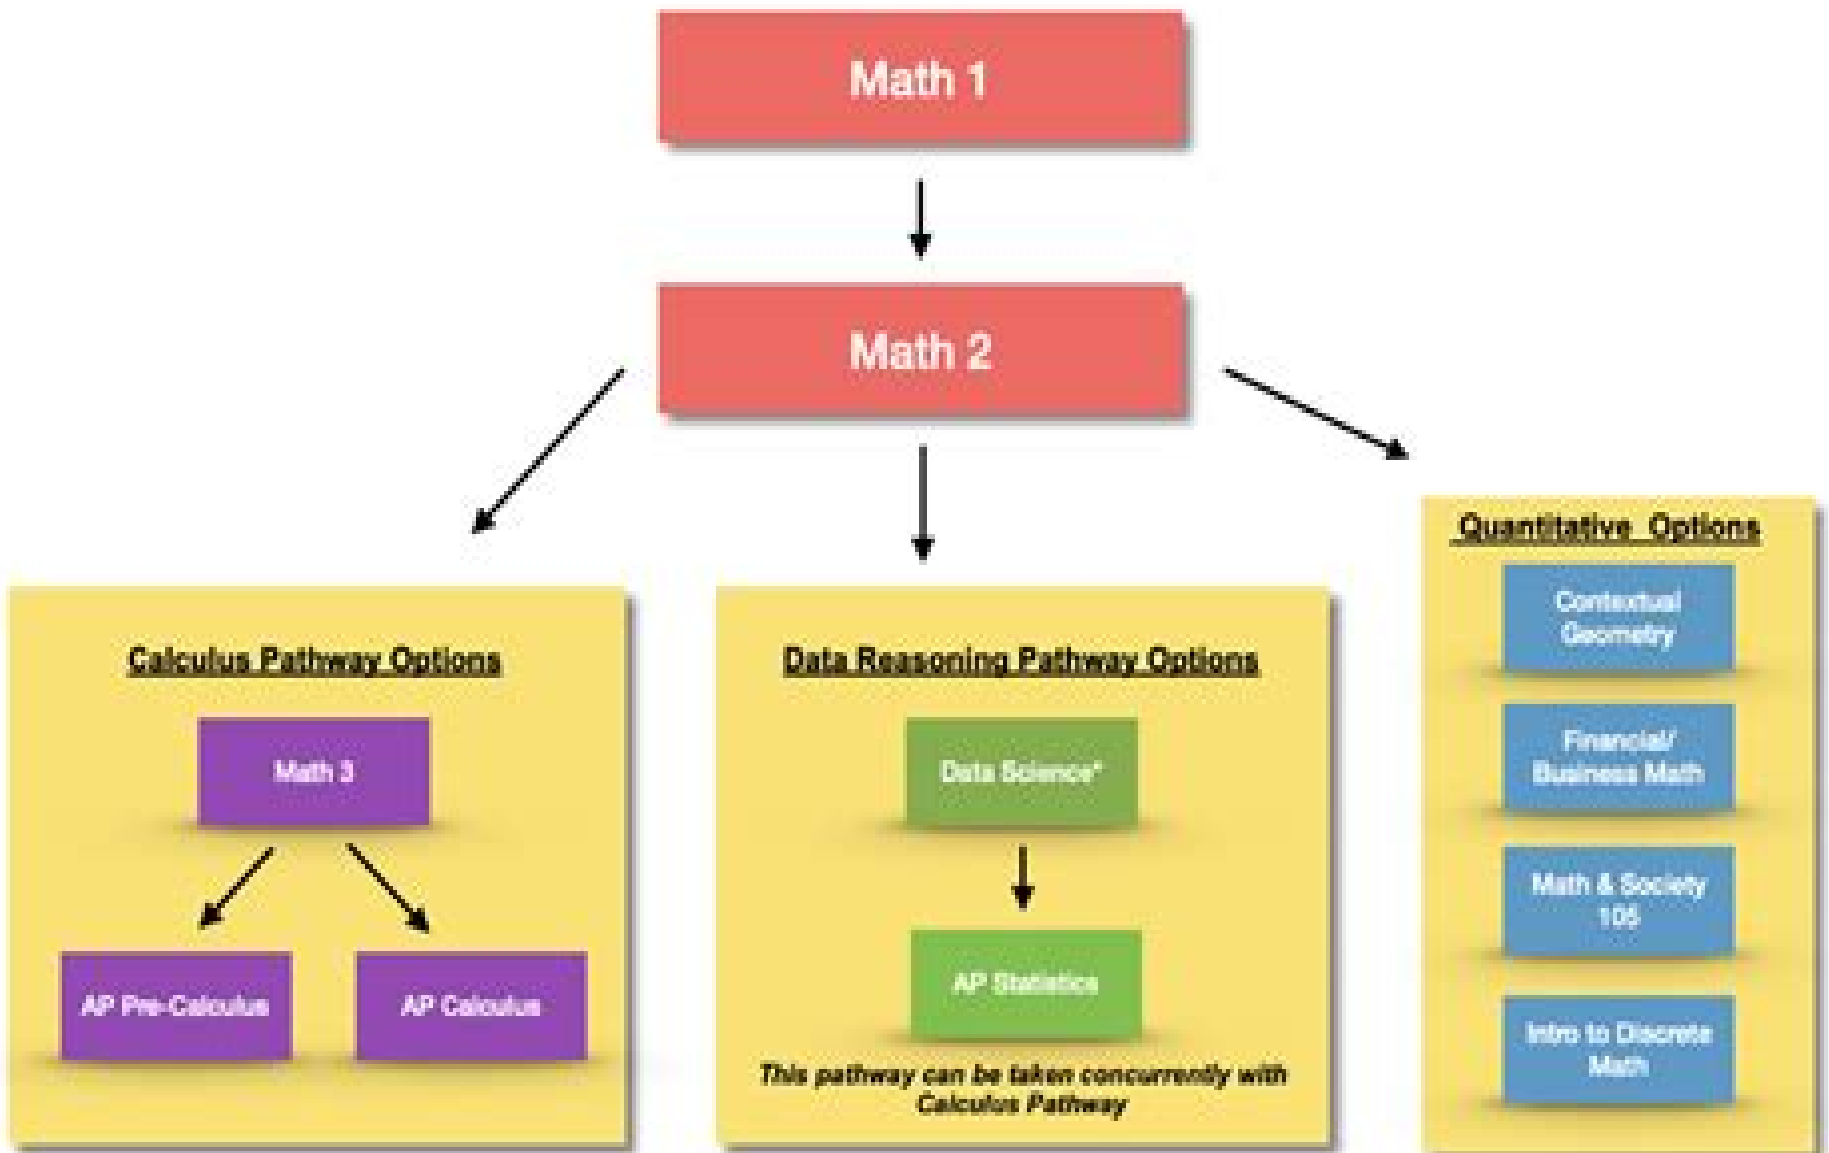 Math 1
Math 2
Calculus Pathway Options
Math 3
AP Pre-Calculus
AP Calculus
Data Reasoning Pathway Options
Data Science*
AP Statistics
This pathway can be taken concurrently with
Calculus Pathway
Quantitative Options
Contextual
Geometry
Financial/
Business Math
Math & Society
105
Intro to Discrete
Math